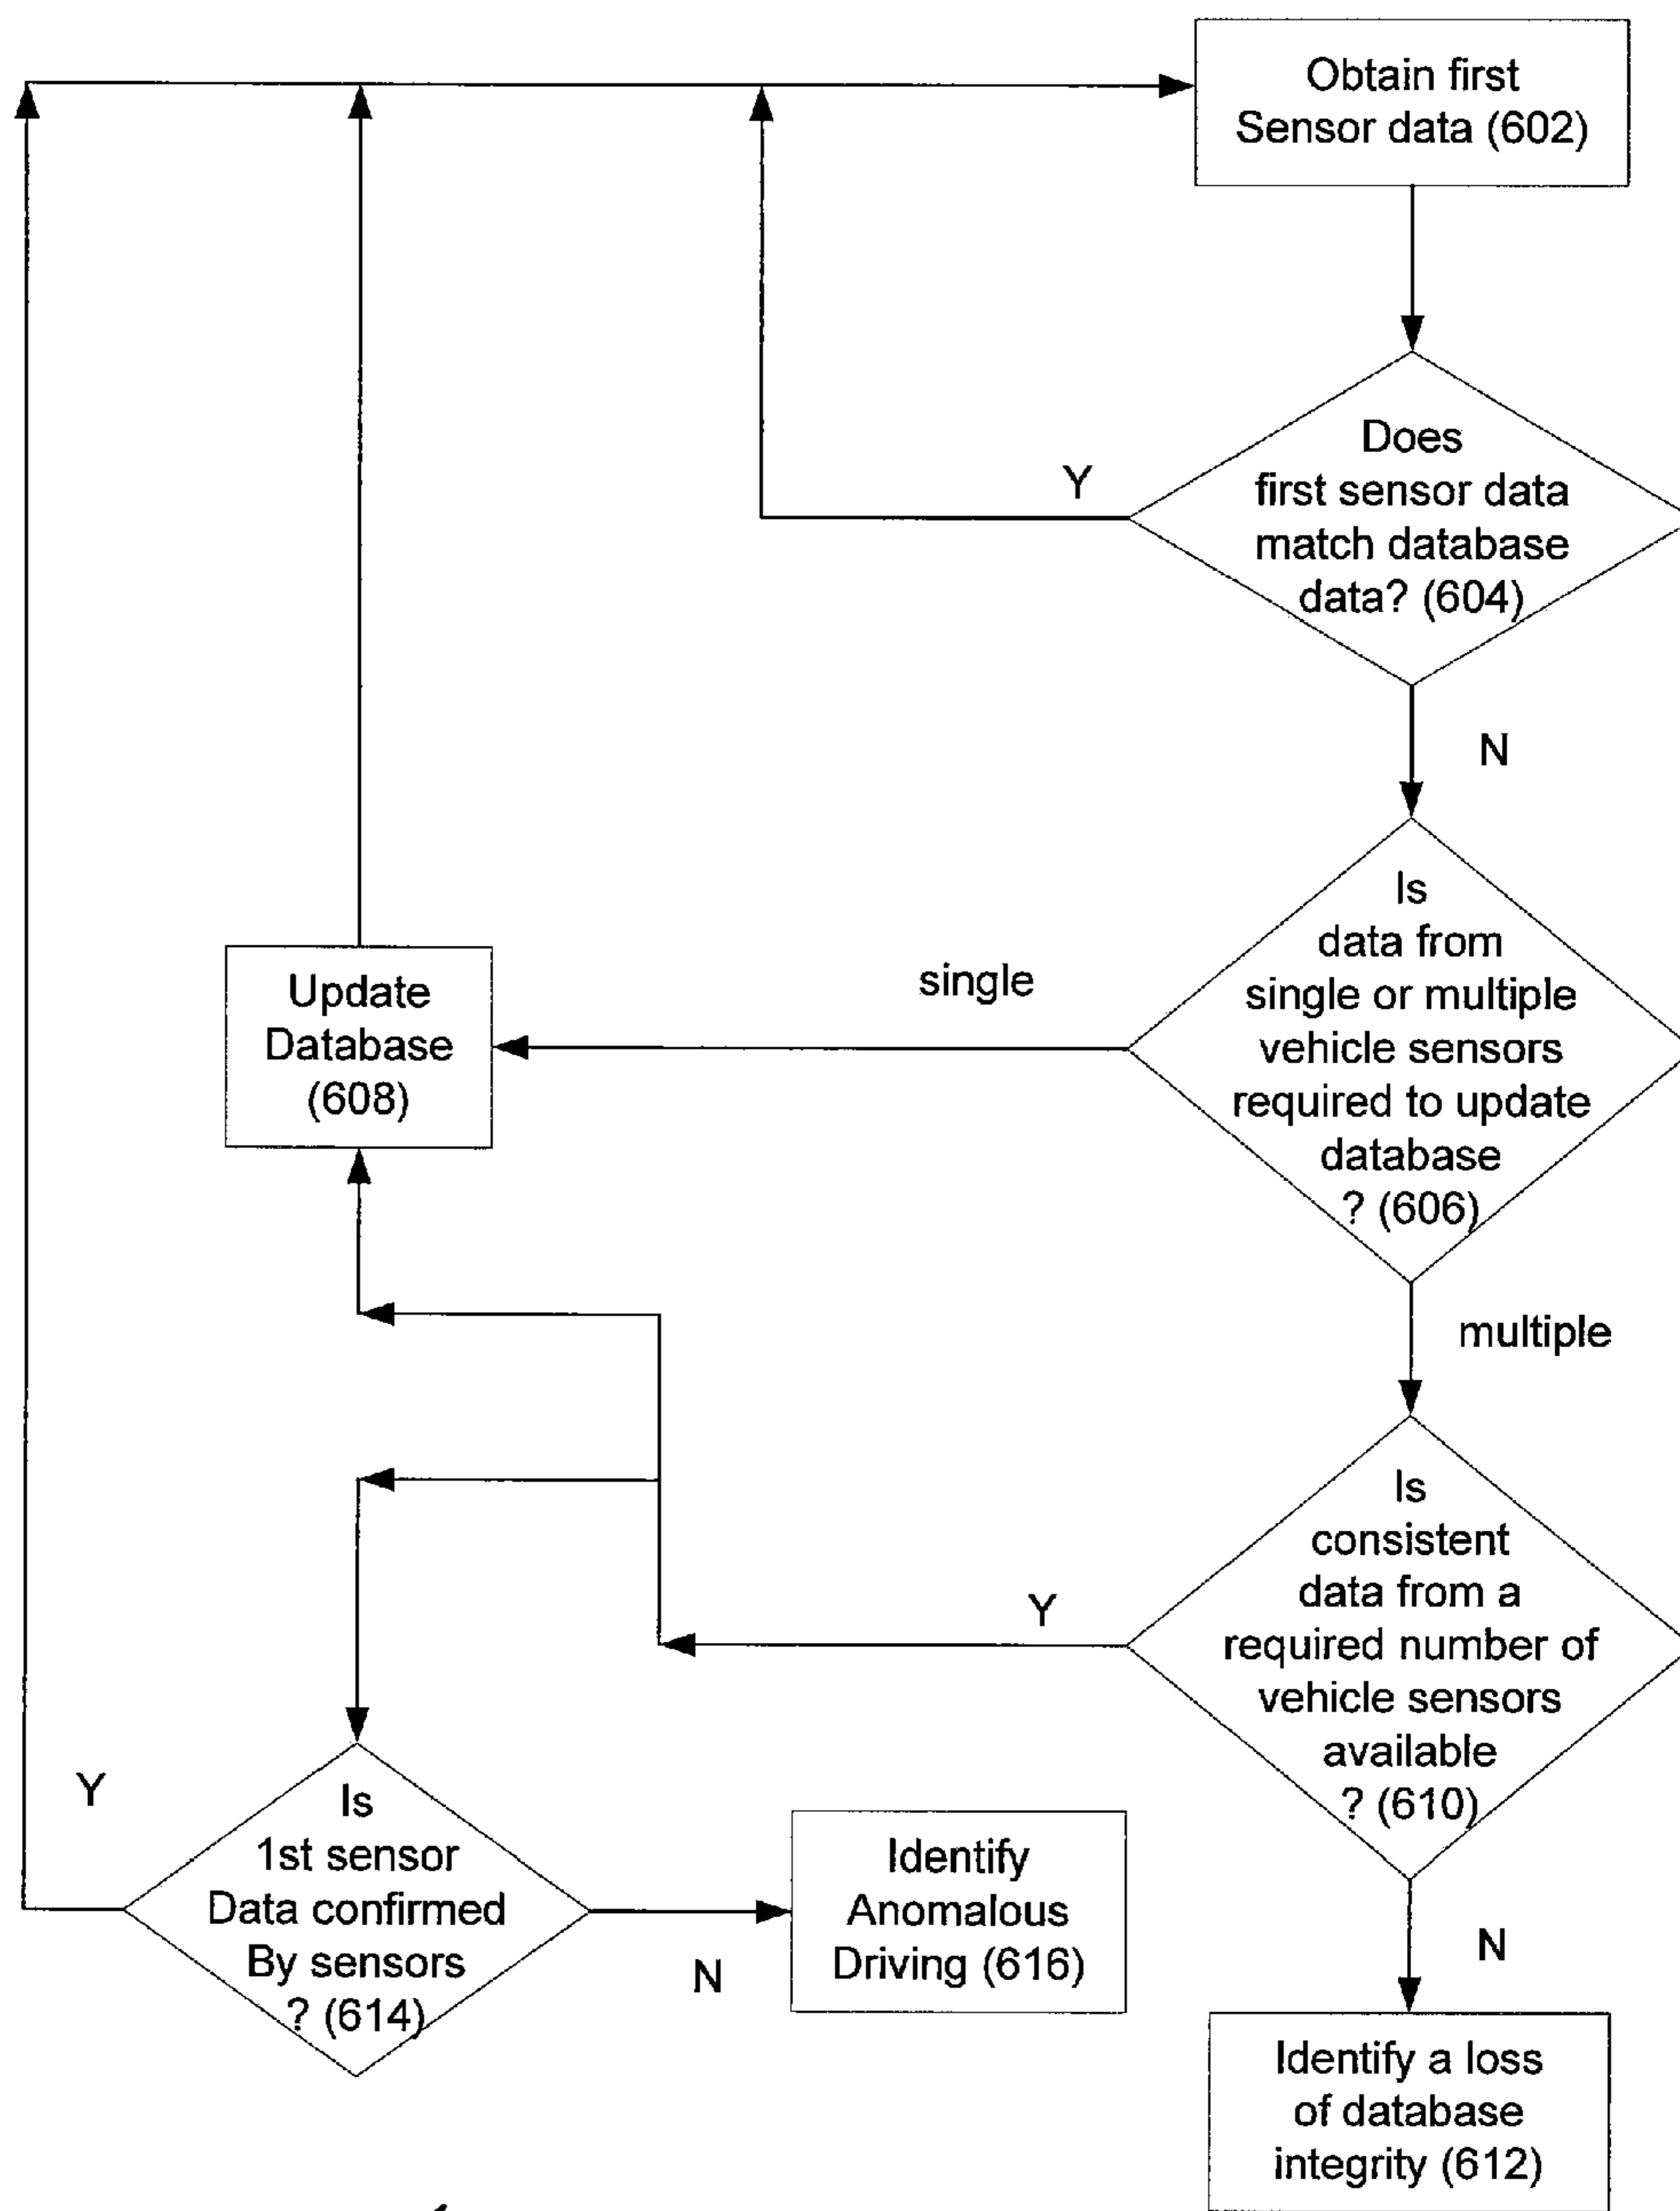 Obtain first
Sensor data (602)
Does
first sensor data
match database
data? (604)
Y
N
Is
data from
single or multiple
vehicle sensors
required to update
database
? (606)
single
Update
Database
(608)
multiple
Is
consistent
data from a
required number of
vehicle sensors
available
? (610)
Y
N
Is
1st sensor
Data confirmed
By sensors
? (614)
Y
N
Identify
Anomalous
Driving (616)
Identify a loss
of database
integrity (612)